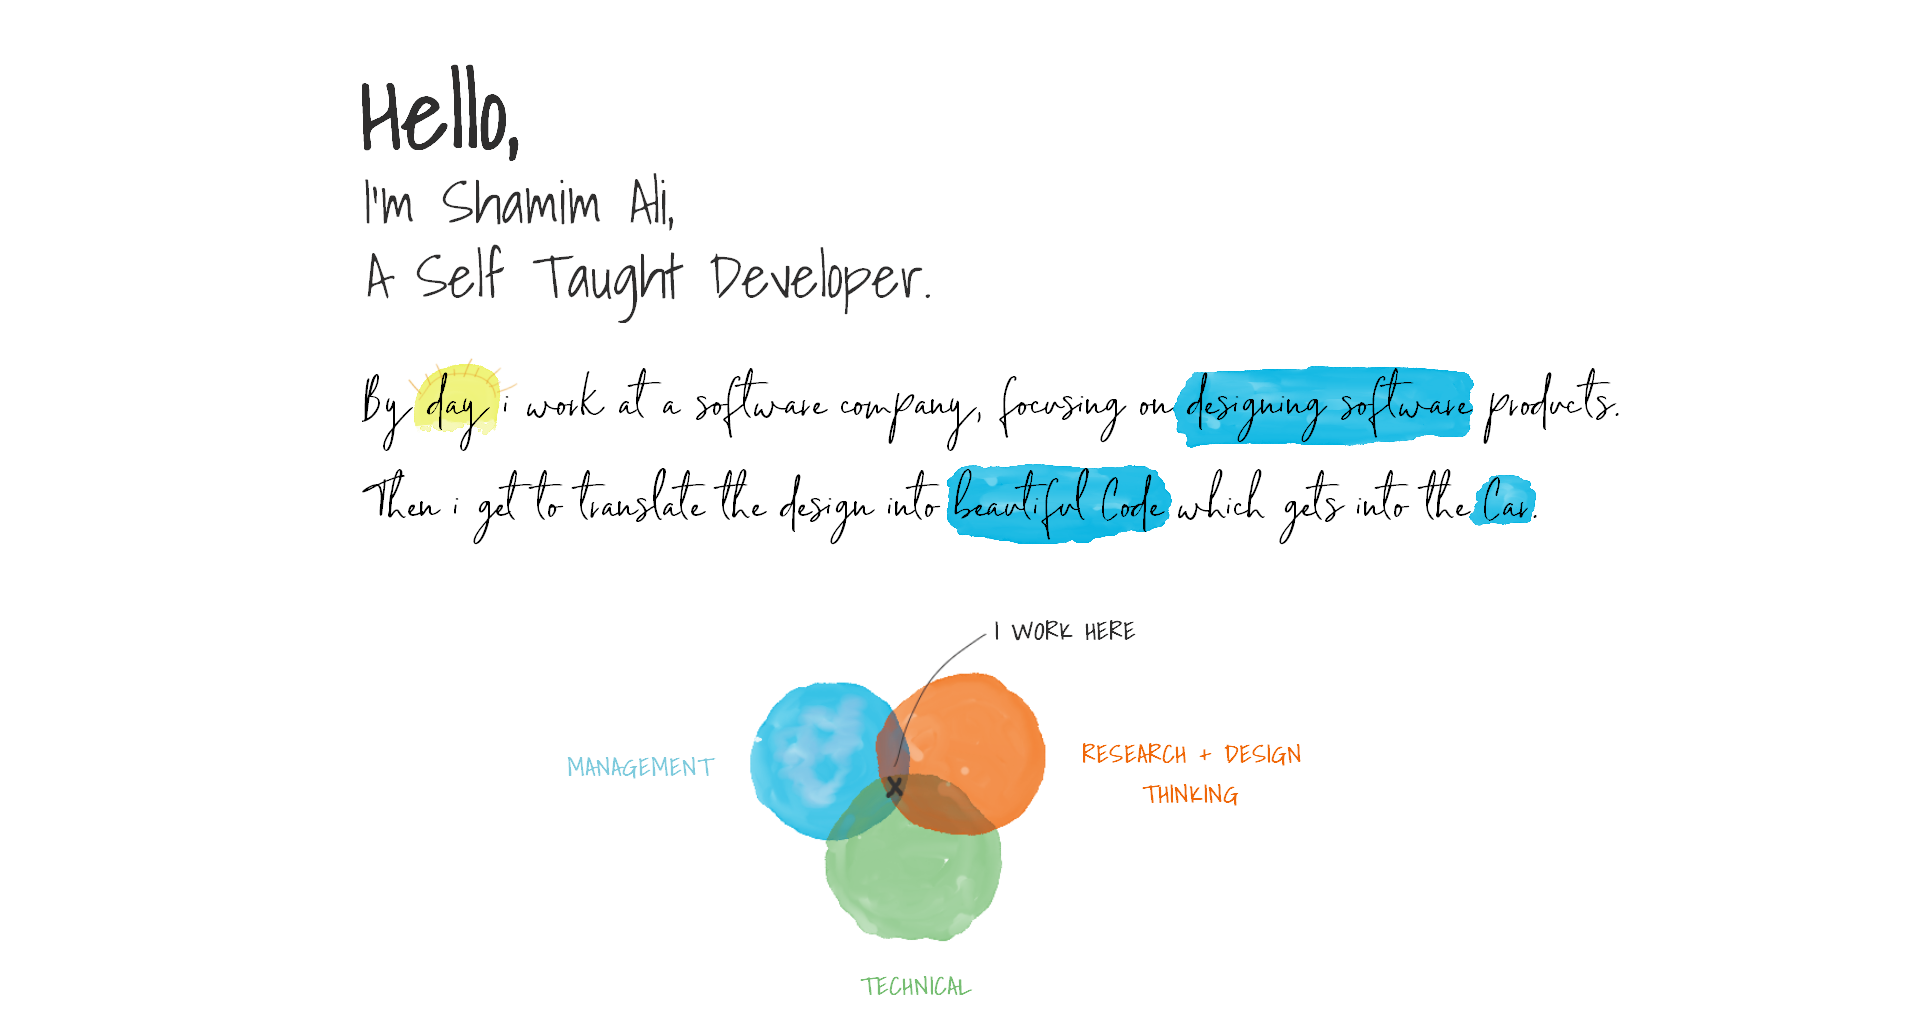 Hello,
I'm Shamim Ali,
A Self Taught Developer.
By day i work at a software company, focusing on designing software products.
Then i get to translate the design into beautiful Code which gets into the Car.
I WORK HERE
MANAGEMENT
RESEARCH + DESIGN
THINKING
X
TECHNICAL